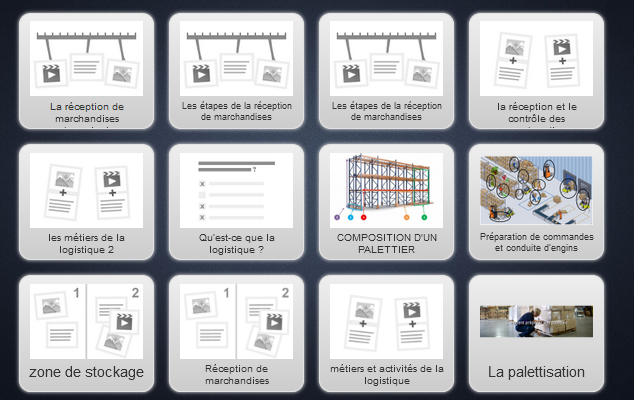 La réception de
marchandises
Les étapes de la réception
de marchandises
Les étapes de la réception
de marchandises
la réception et le
contrôle des
les métiers de la
logistique 2
?
Qu'est-ce que la
logistique ?
COMPOSITION D'UN
PALETTIER
Préparation de commandes
et conduite d'engins
1 2
zone de stockage
1 2
Réception de
marchandises
métiers et activités de la
logistique
La palettisation